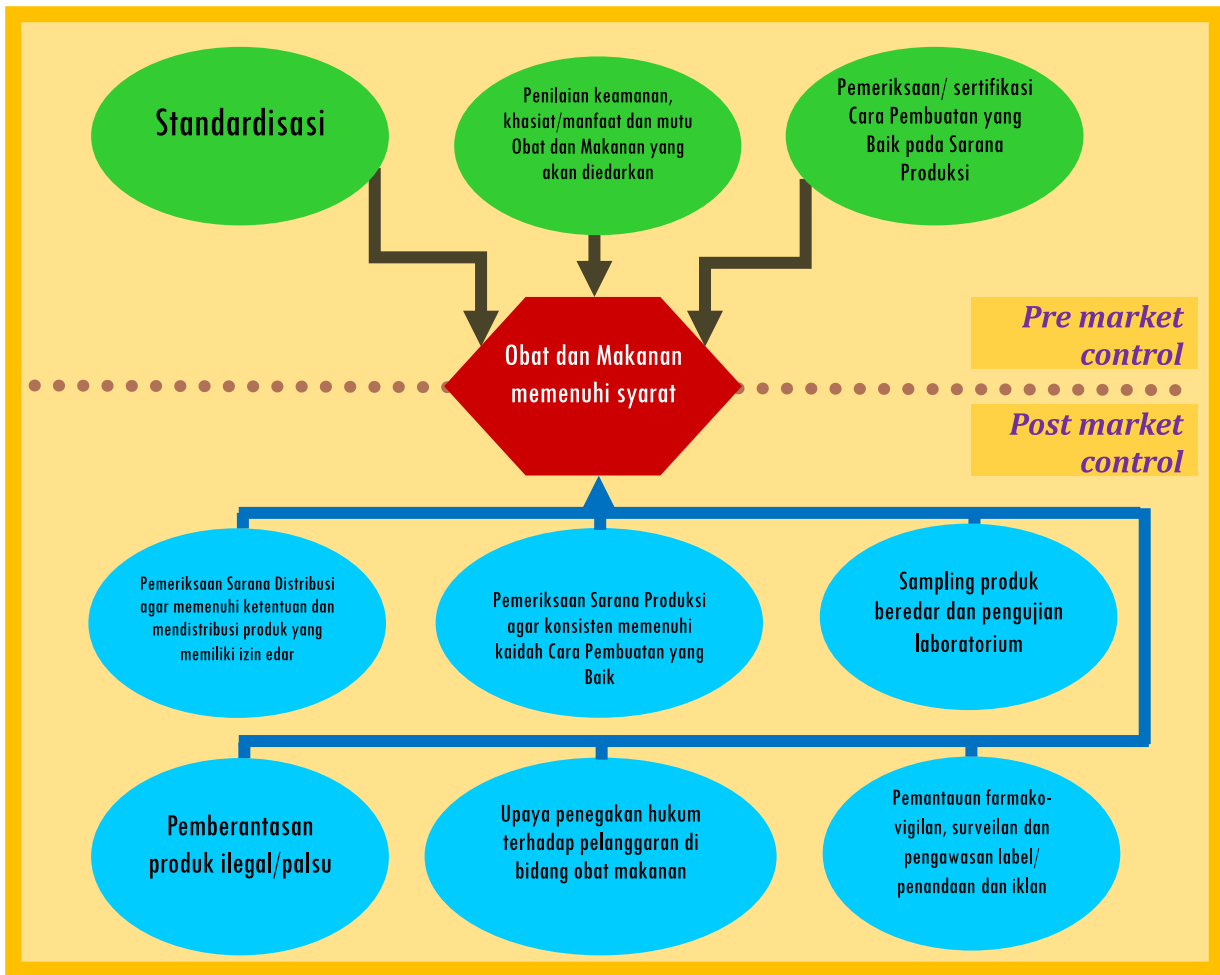 Standardisasi
Penilaian keamanan,
khasiat/manfaat dan mutu
Obat dan Makanan yang
akan diedarkan
Pemeriksaan/ sertifikasi
Cara Pembuatan yang
Baik pada Sarana
Produksi
Obat dan Makanan
memenuhi syarat
Pre market
control
Post market
control
Pemeriksaan Sarana Distribusi
agar memenuhi ketentuan dan
mendistribusi produk yang
memiliki izin edar
Pemeriksaan Sarana Produksi
agar konsisten memenuhi
kaidah Cara Pembuatan yang
Baik
Sampling produk
beredar dan pengujian
laboratorium
Pemberantasan
produk ilegal/palsu
Upaya penegakan hukum
terhadap pelanggaran di
bidang obat makanan
Pemantauan farmako-
vigilan, surveilan dan
pengawasan label/
penandaan dan iklan